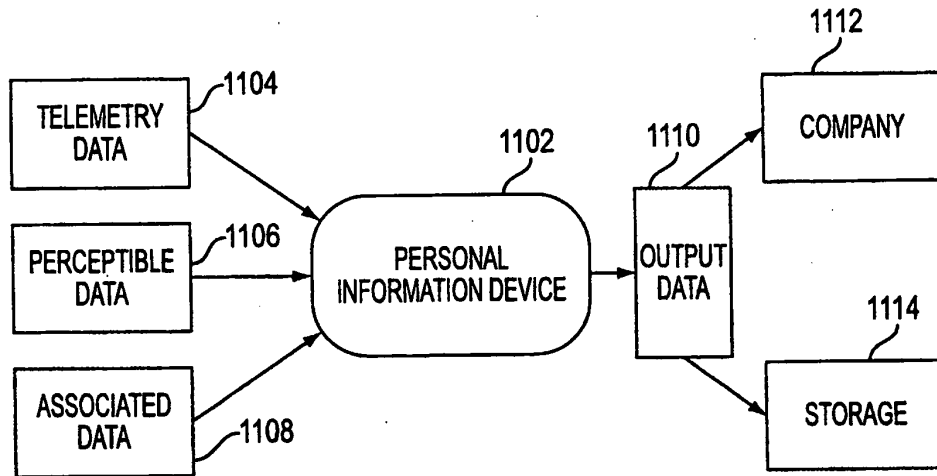 1104
TELEMETRY
DATA
1106
PERCEPTIBLE
DATA
ASSOCIATED
DATA
1108
1102
PERSONAL
INFORMATION DEVICE
1110
OUTPUT
DATA
1112
COMPANY
1114
STORAGE